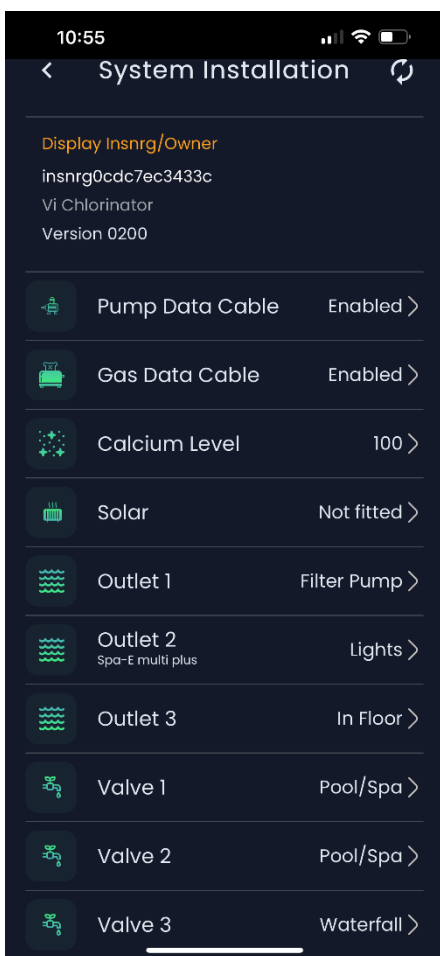 10:55
System Installation
Display Insnrg/Owner
insnrg0cdc7ec3433c
Vi Chlorinator
Version 0200
Pump Data Cable Enabled
Gas Data Cable Enabled
Calcium Level 100
Solar Not fitted
Outlet 1 Filter Pump
Outlet 2 Lights
Spa-E multi plus
Outlet 3 In Floor
Valve 1 Pool/Spa
Valve 2 Pool/Spa
Valve 3 Waterfall